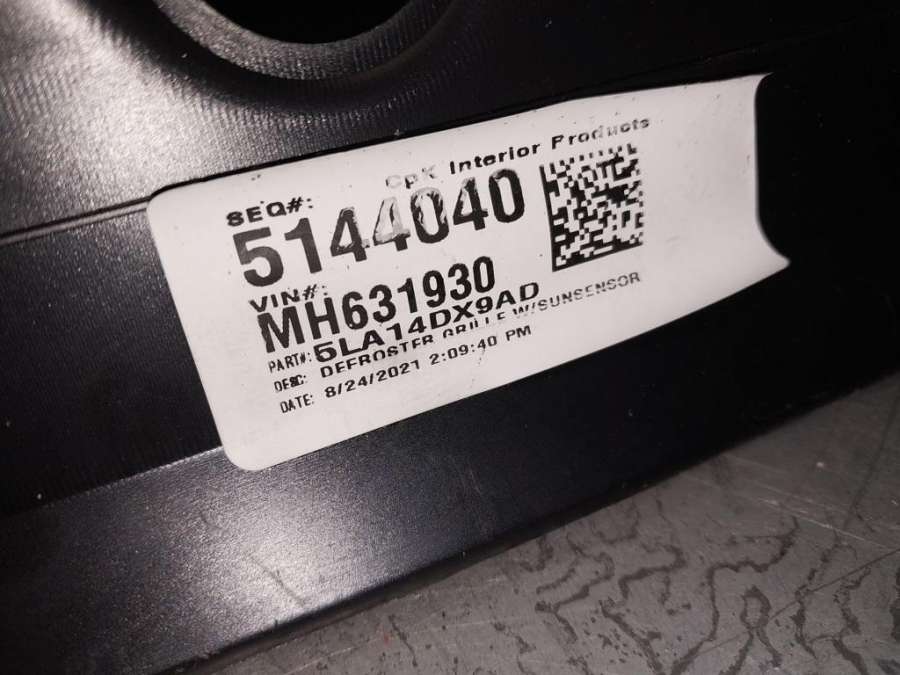 CpK Interior Products
SEQ#:
5144040
VIN#:
MH631930
PART#: 5LA14DX9AD
DESC: DEFROSTER GRILLE W/SUNSENSOR
DATE: 8/24/2021 2:09:40 PM